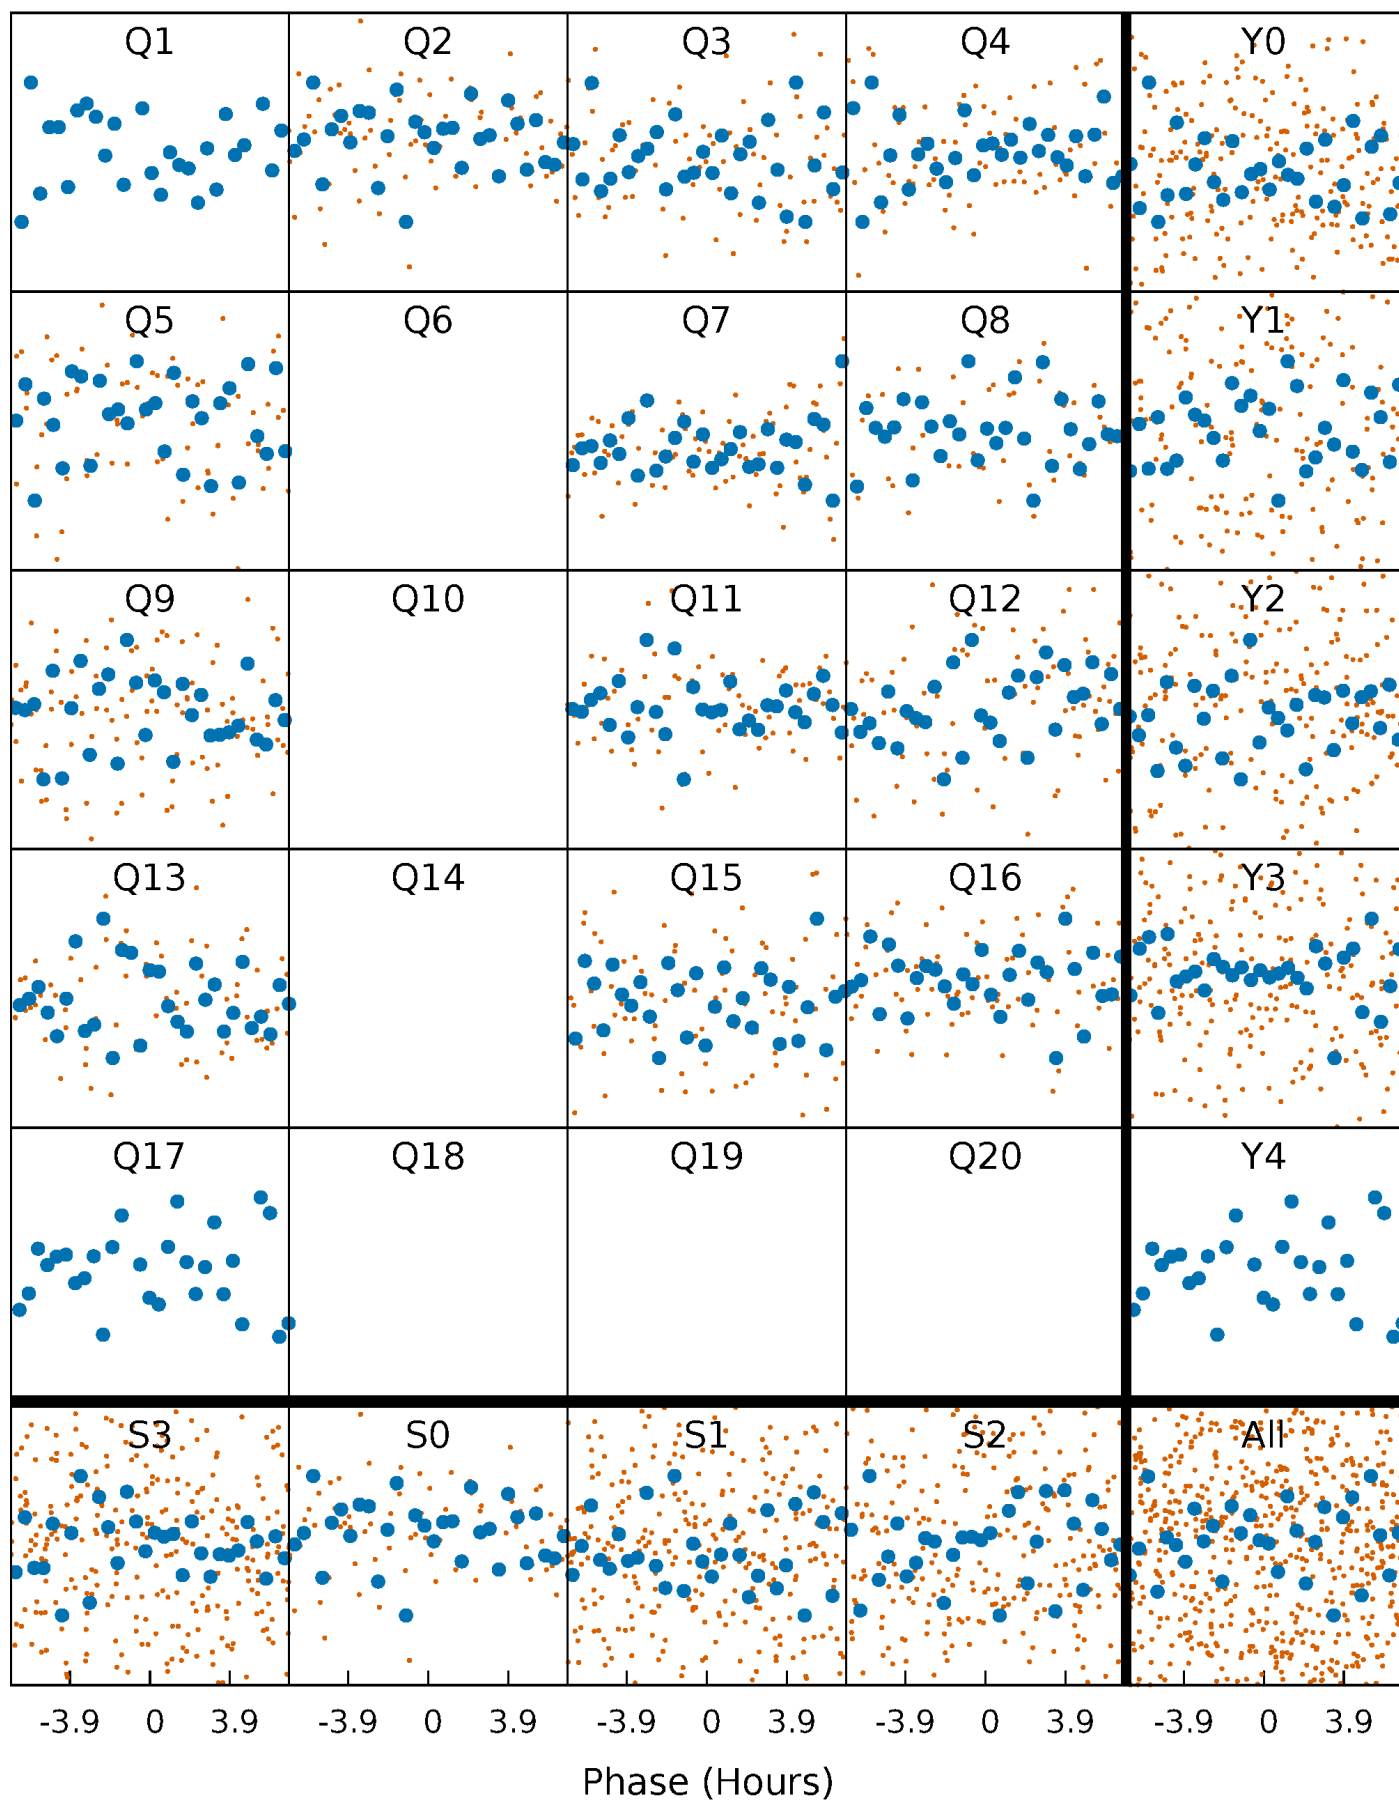 Q1 Q2 Q3 Q4 Y0
Q5 Q6 Q7 Q8 Y1
Q9 Q10 Q11 Q12 Y2
Q13 Q14 Q15 Q16 Y3
Q17 Q18 Q19 Q20 Y4
S3 S0 S1 S2 All
-3.9 0 3.9 -3.9 0 3.9 -3.9 0 3.9 -3.9 0 3.9 -3.9 0 3.9
Phase (Hours)